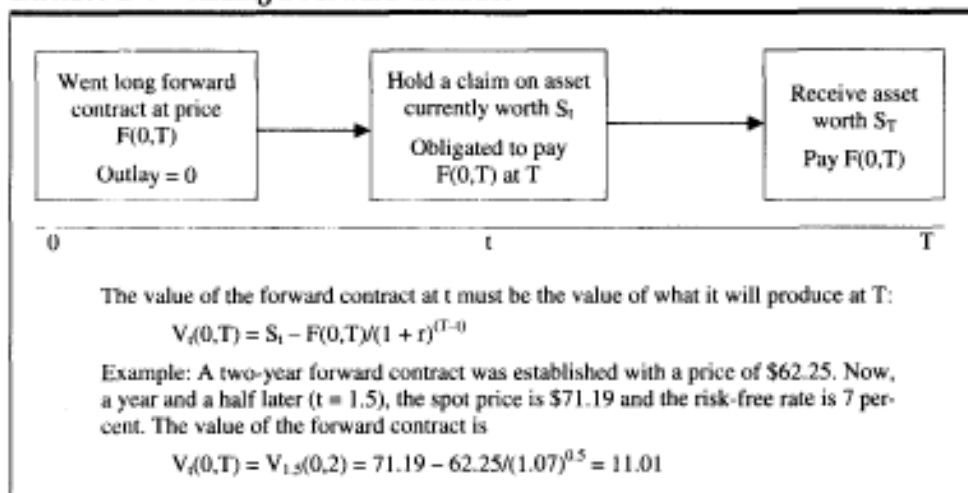 Went long forward
contract at price
F(0,T)
Outlay = 0
Hold a claim on asset
currently worth Sₜ
Obligated to pay
F(0,T) at T
Receive asset
worth S_T
Pay F(0,T)
0 t T
The value of the forward contract at t must be the value of what it will produce at T:
Vₜ(0,T) = Sₜ − F(0,T)/(1 + r)^(T−t)
Example: A two-year forward contract was established with a price of $62.25. Now,
a year and a half later (t = 1.5), the spot price is $71.19 and the risk-free rate is 7 per-
cent. The value of the forward contract is
Vₜ(0,T) = V₁.₅(0,2) = 71.19 − 62.25/(1.07)^0.5 = 11.01